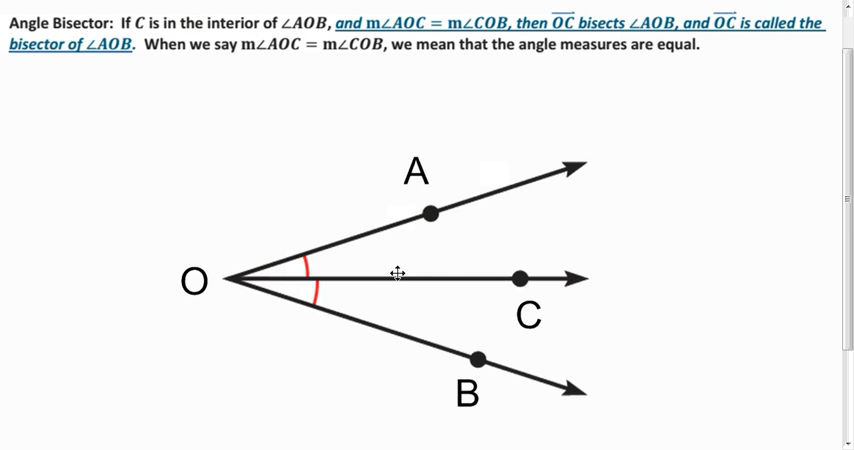 Angle Bisector: If C is in the interior of ∠AOB, and m∠AOC = m∠COB, then OC bisects ∠AOB, and OC is called the
bisector of ∠AOB. When we say m∠AOC = m∠COB, we mean that the angle measures are equal.
A
O
C
B